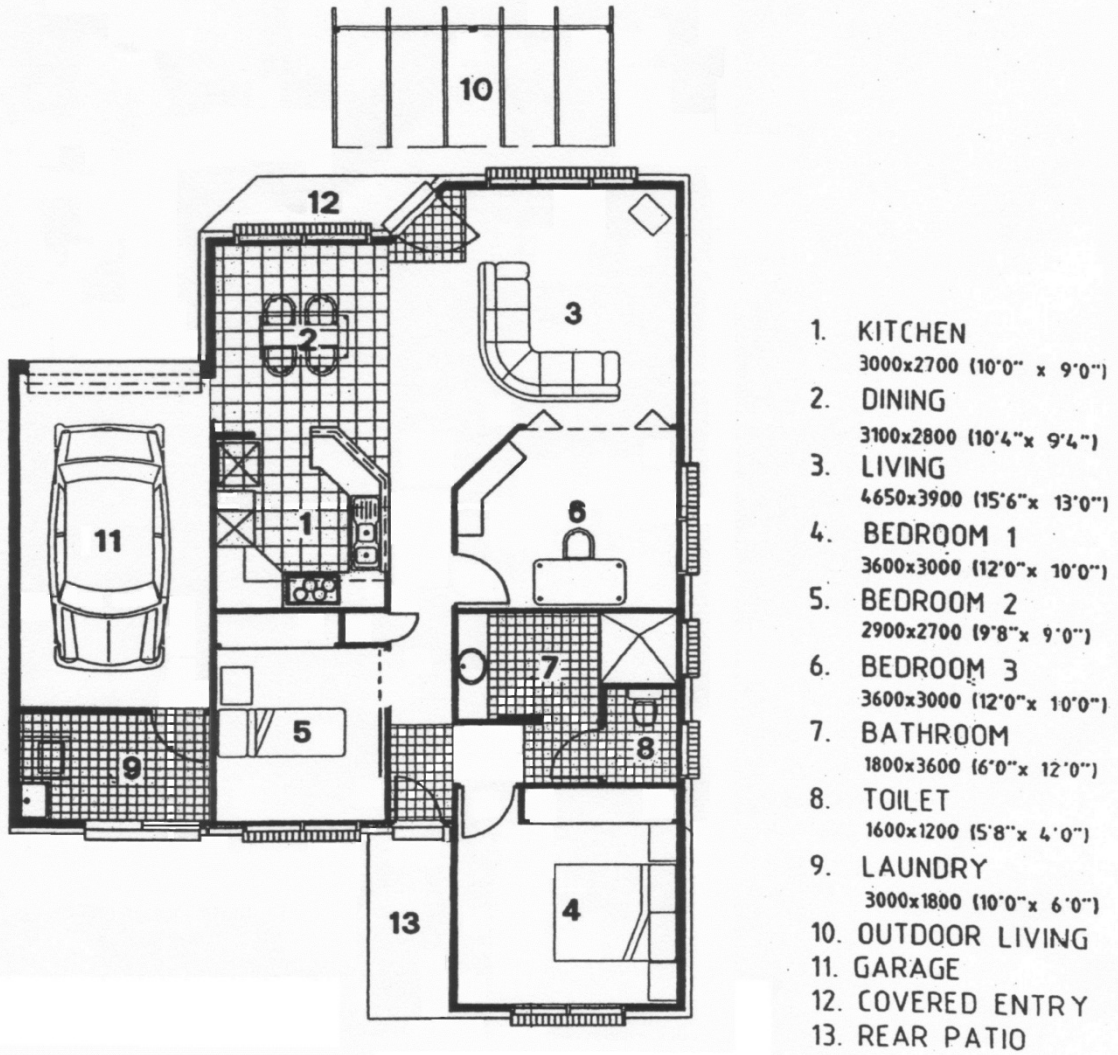 10
12
3
2
11
1
6
7
5
8
9
4
13
1. KITCHEN
3000x2700 (10'0" x 9'0")
2. DINING
3100x2800 (10'4"x 9'4")
3. LIVING
4650x3900 (15'6"x 13'0")
4. BEDROOM 1
3600x3000 (12'0"x 10'0")
5. BEDROOM 2
2900x2700 (9'8"x 9'0")
6. BEDROOM 3
3600x3000 (12'0"x 10'0")
7. BATHROOM
1800x3600 (6'0"x 12'0")
8. TOILET
1600x1200 (5'8"x 4'0")
9. LAUNDRY
3000x1800 (10'0"x 6'0")
10. OUTDOOR LIVING
11. GARAGE
12. COVERED ENTRY
13. REAR PATIO